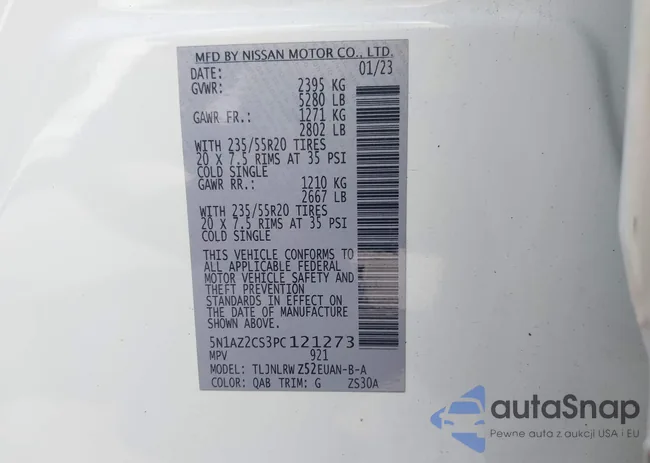 MFD BY NISSAN MOTOR CO., LTD.
DATE: 01/23
GVWR: 2395 KG
5280 LB
GAWR FR.: 1271 KG
2802 LB
WITH 235/55R20 TIRES
20 X 7.5 RIMS AT 35 PSI
COLD SINGLE
GAWR RR.: 1210 KG
2667 LB
WITH 235/55R20 TIRES
20 X 7.5 RIMS AT 35 PSI
COLD SINGLE
THIS VEHICLE CONFORMS TO
ALL APPLICABLE FEDERAL
MOTOR VEHICLE SAFETY AND
THEFT PREVENTION
STANDARDS IN EFFECT ON
THE DATE OF MANUFACTURE
SHOWN ABOVE.
5N1AZ2CS3PC121273
MPV 921
MODEL: TLJNLRW Z52EUAN-B-A
COLOR: QAB TRIM: G ZS30A
autaSnap
Pewne auta z aukcji USA i EU